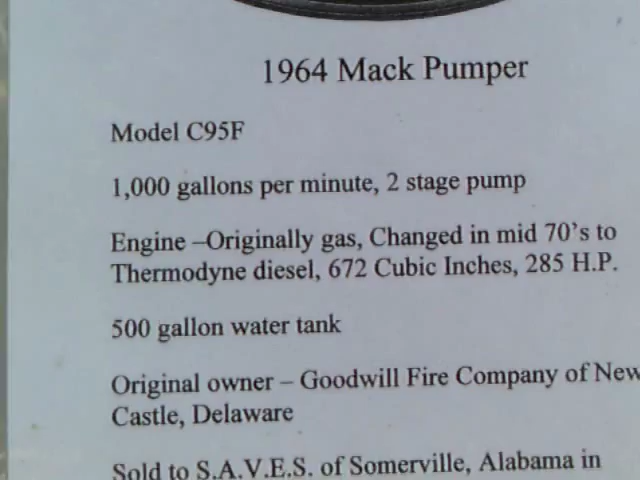 1964 Mack Pumper
Model C95F
1,000 gallons per minute, 2 stage pump
Engine –Originally gas, Changed in mid 70's to
Thermodyne diesel, 672 Cubic Inches, 285 H.P.
500 gallon water tank
Original owner – Goodwill Fire Company of New
Castle, Delaware
Sold to S.A.V.E.S. of Somerville, Alabama in